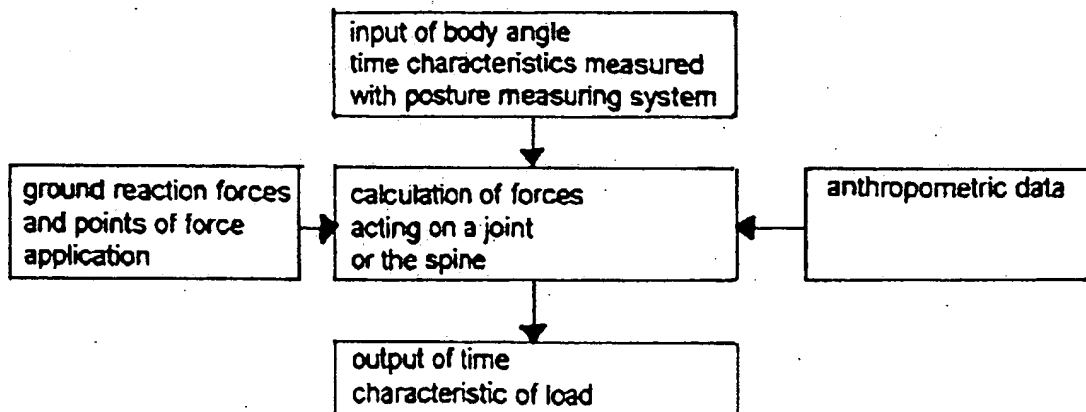 input of body angle
time characteristics measured
with posture measuring system
ground reaction forces
and points of force
application
calculation of forces
acting on a joint
or the spine
anthropometric data
output of time
characteristic of load